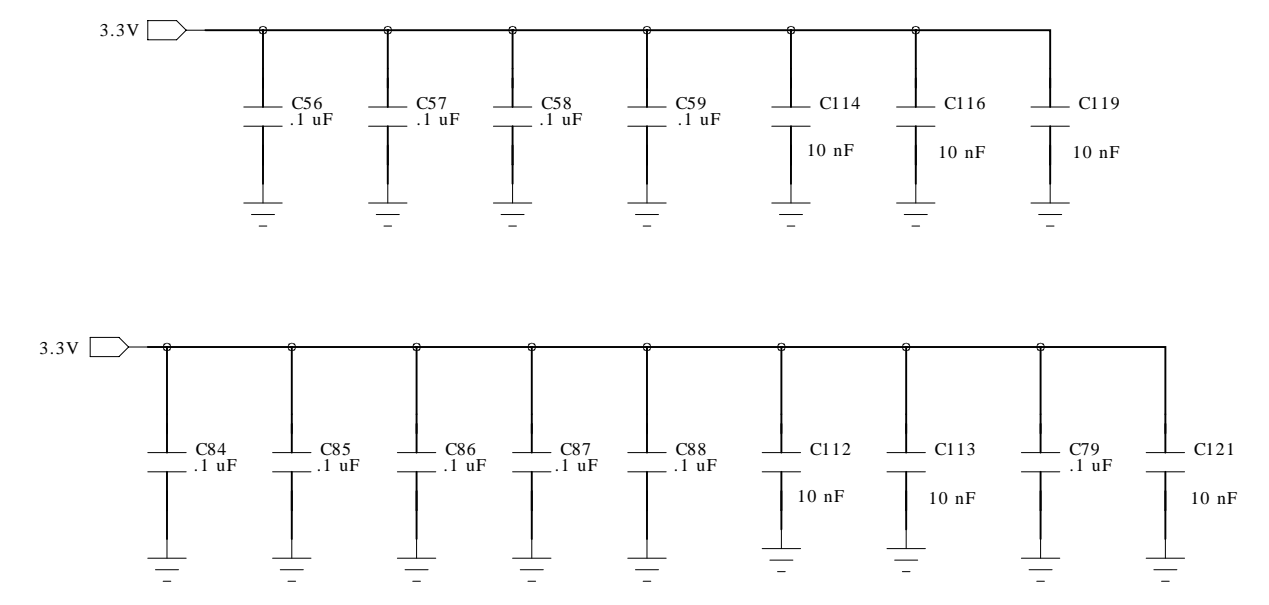 3.3V
C56 C57 C58 C59 C114 C116 C119
.1 uF .1 uF .1 uF .1 uF
10 nF 10 nF 10 nF
3.3V
C84 C85 C86 C87 C88 C112 C113 C79 C121
.1 uF .1 uF .1 uF .1 uF .1 uF .1 uF
10 nF 10 nF 10 nF